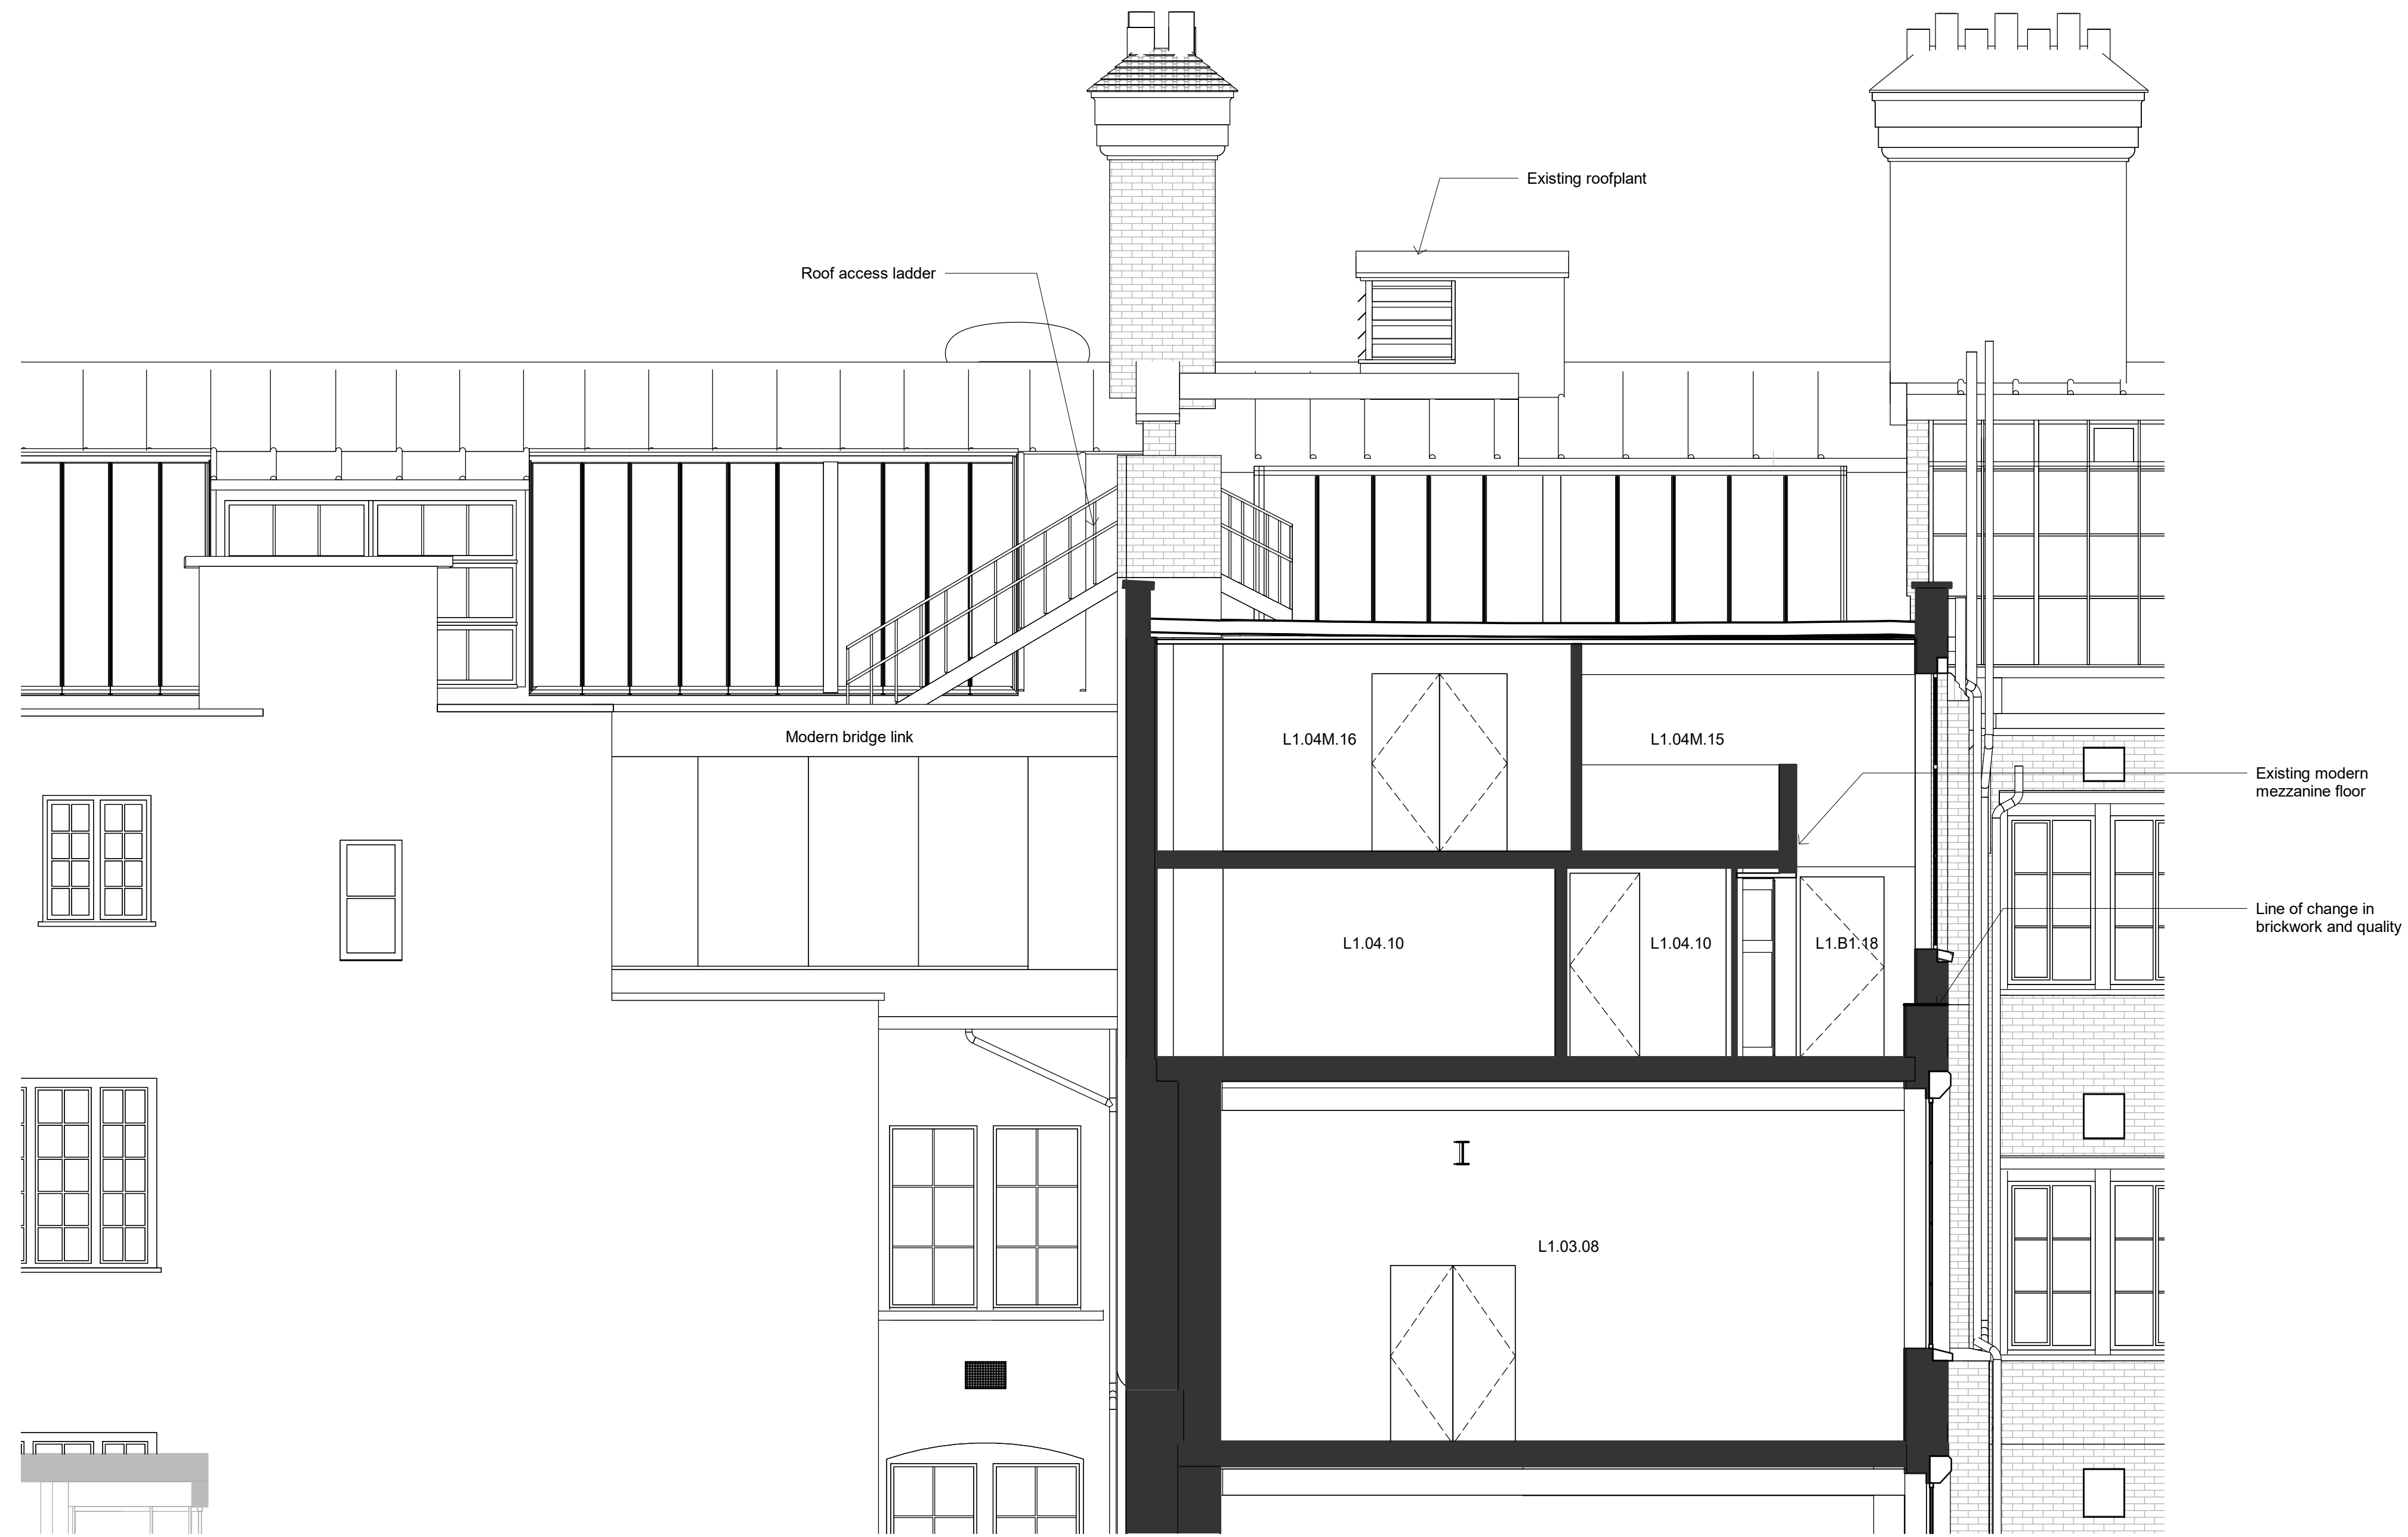 Existing roofplant
Roof access ladder
Modern bridge link
L1.04M.16
L1.04M.15
Existing modern
mezzanine floor
Line of change in
brickwork and quality
L1.04.10
L1.04.10
L1.B1.18
L1.03.08